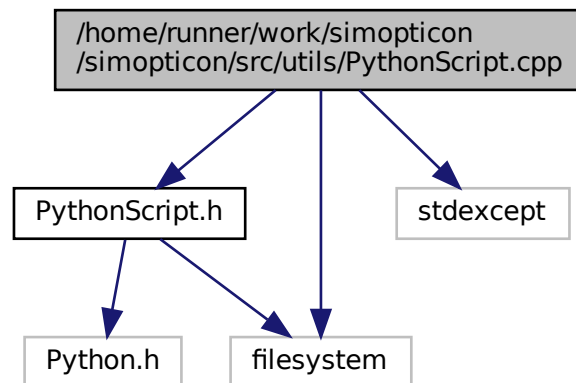 /home/runner/work/simopticon
/simopticon/src/utils/PythonScript.cpp
PythonScript.h
stdexcept
Python.h
filesystem